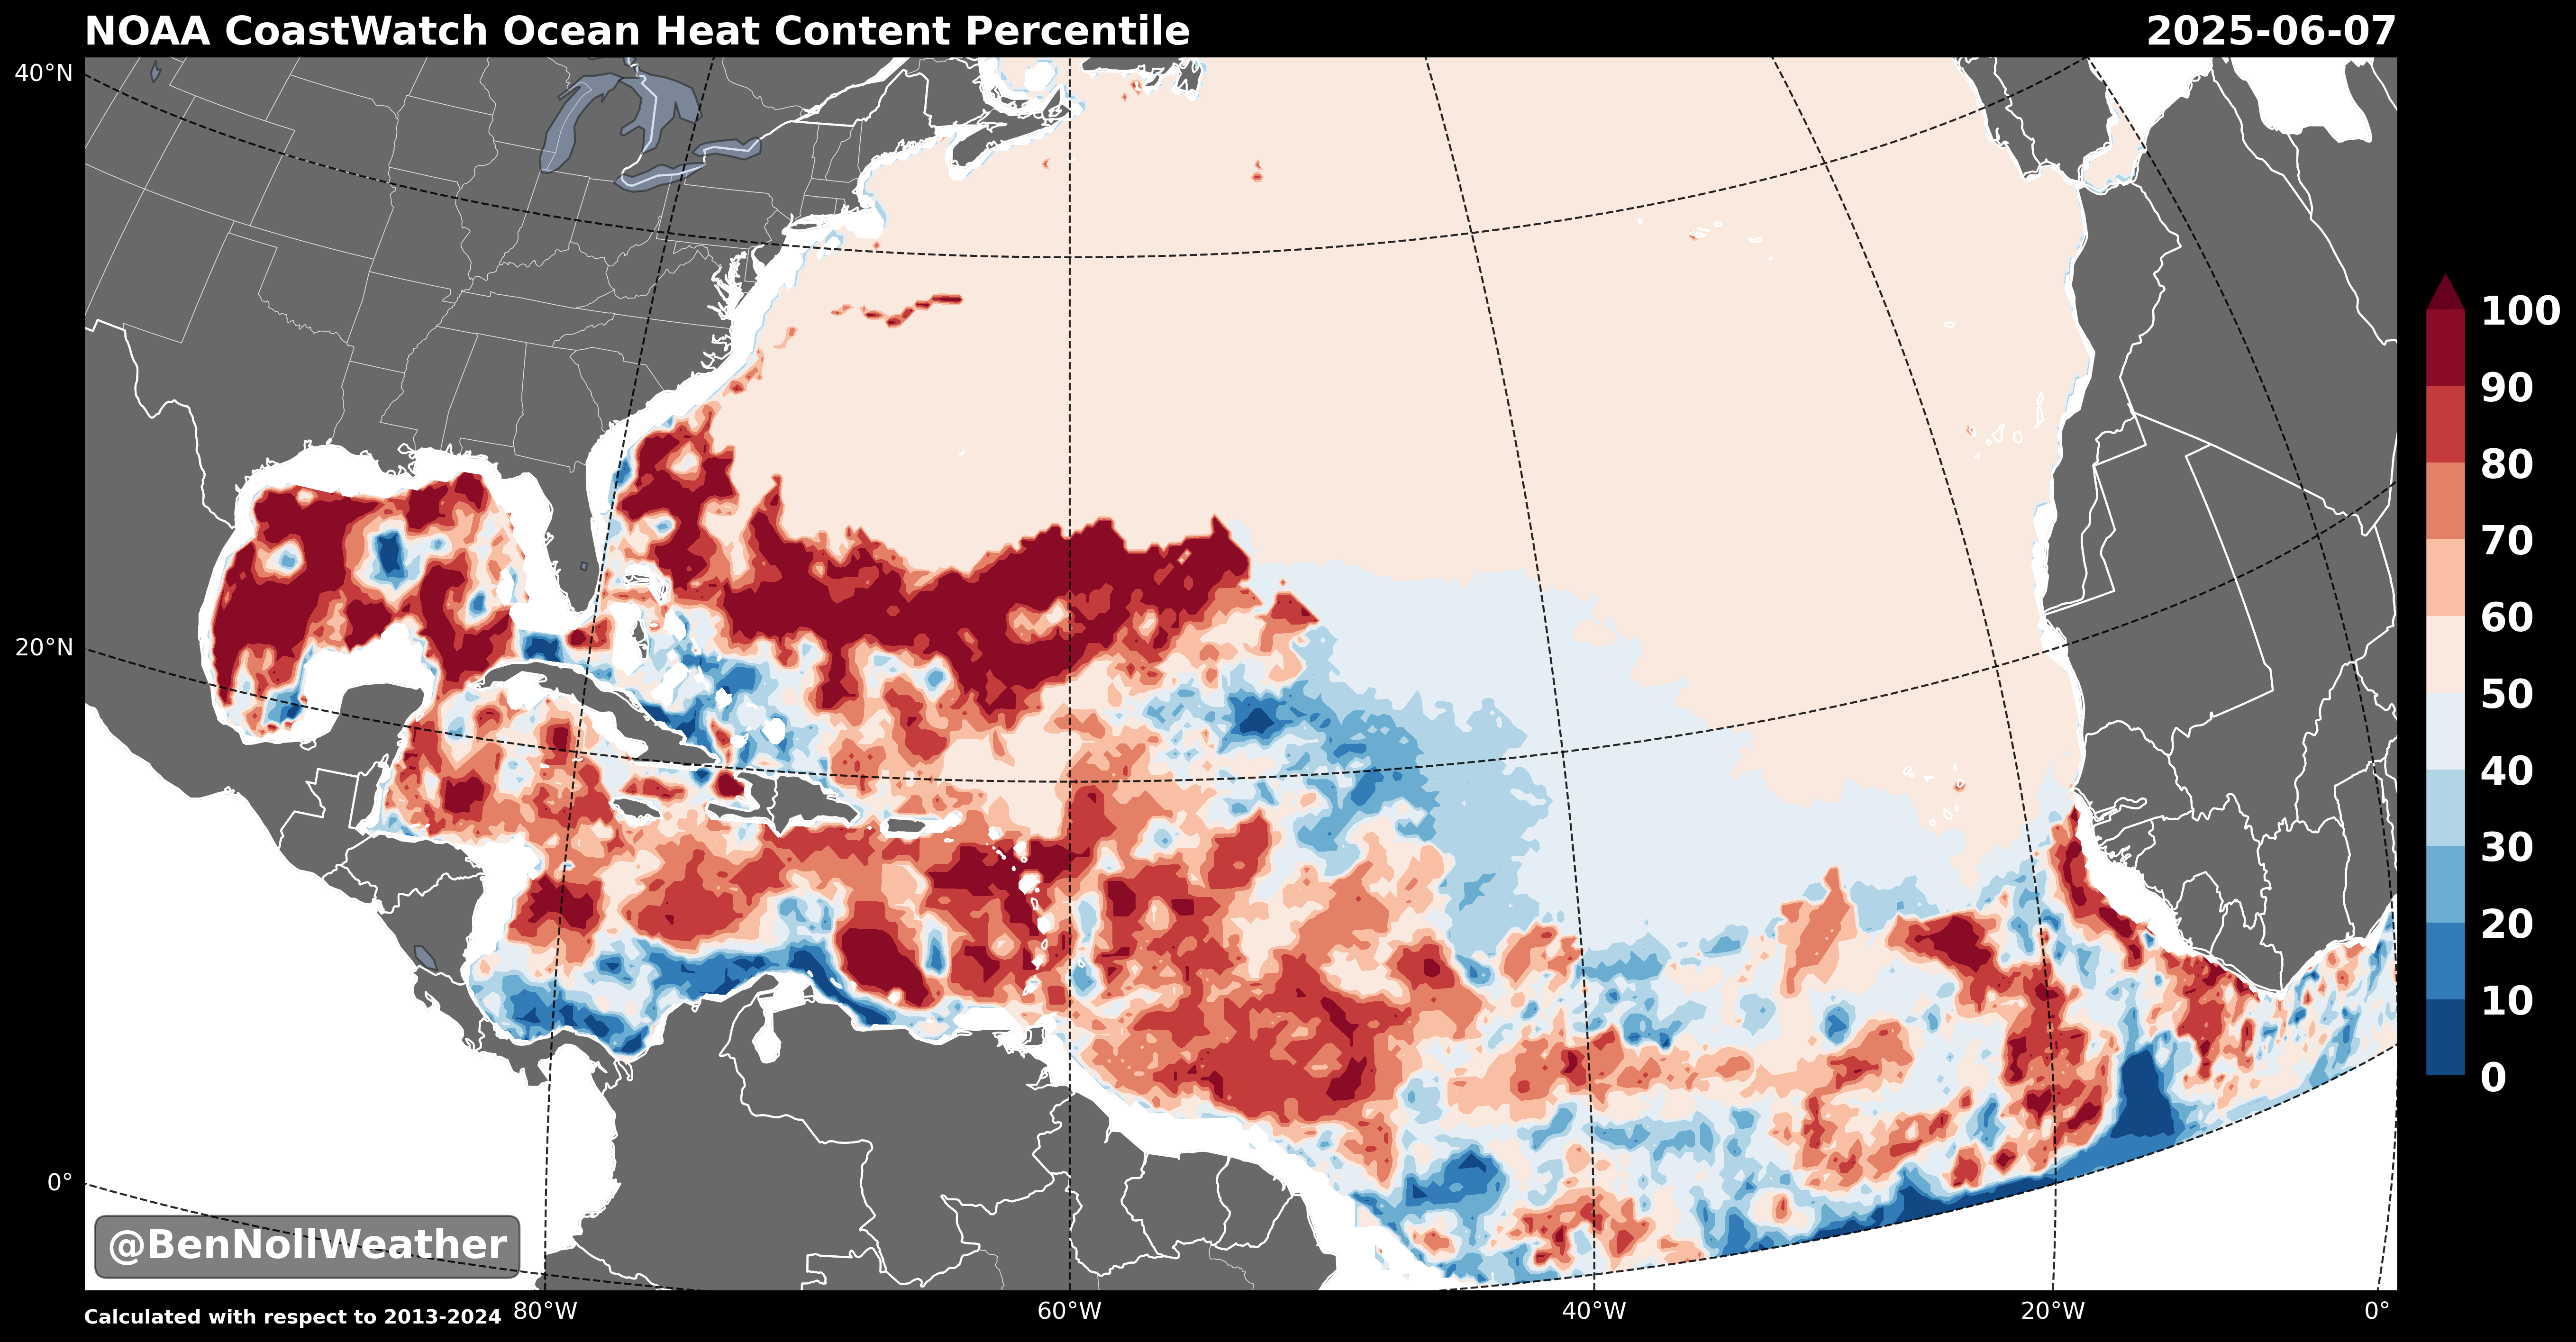 NOAA CoastWatch Ocean Heat Content Percentile
2025-06-07
40°N
20°N
0°
100
90
80
70
60
50
40
30
20
10
0
@BenNollWeather
Calculated with respect to 2013-2024
80°W
60°W
40°W
20°W
0°